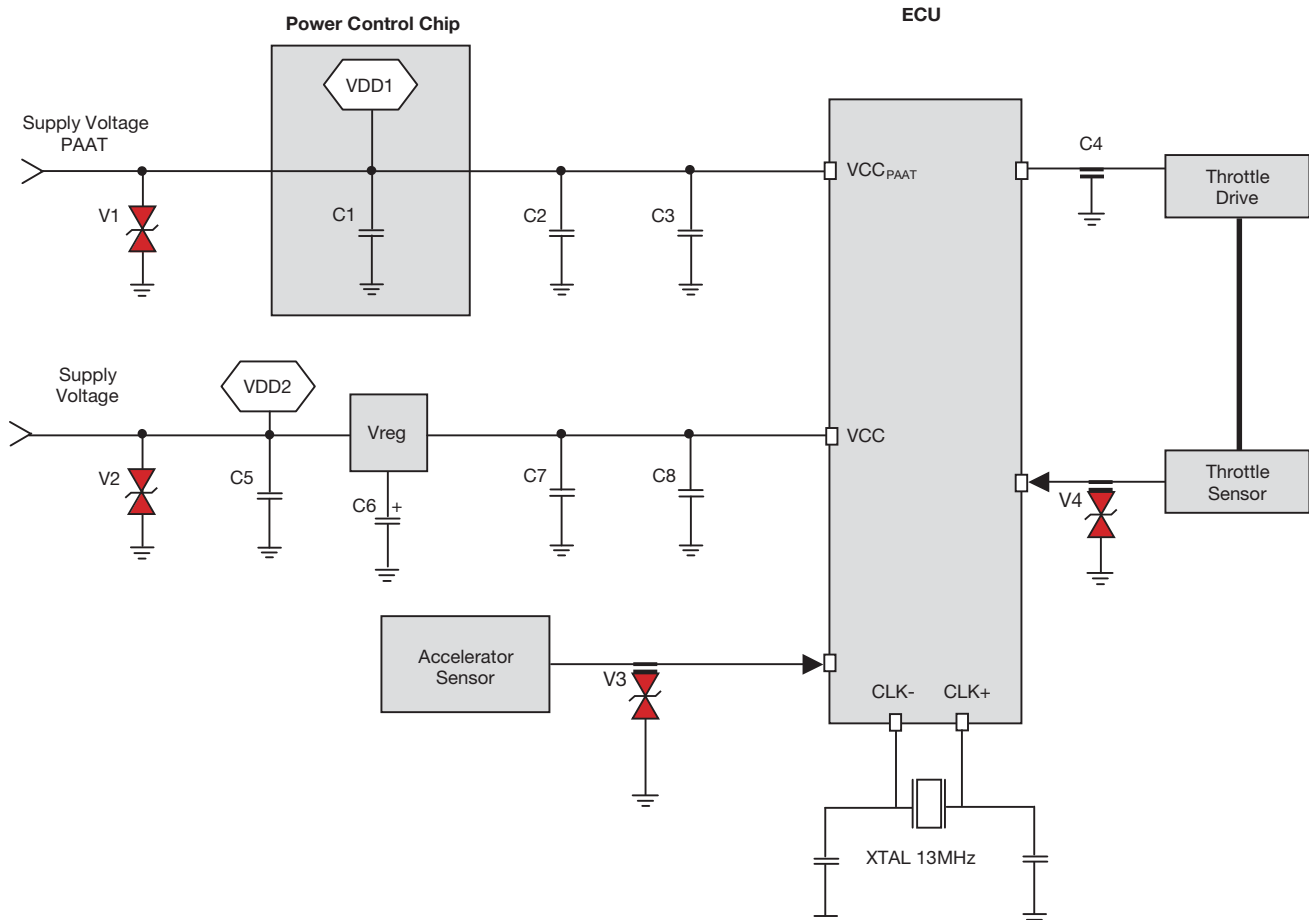 ECU
Power Control Chip
VDD1
Supply Voltage
PAAT
V1
C1
C2
C3
VCCPAAT
C4
Throttle
Drive
Supply
Voltage
VDD2
Vreg
VCC
V2
C5
C6
+
C7
C8
V4
Throttle
Sensor
Accelerator
Sensor
V3
CLK-
CLK+
XTAL 13MHz